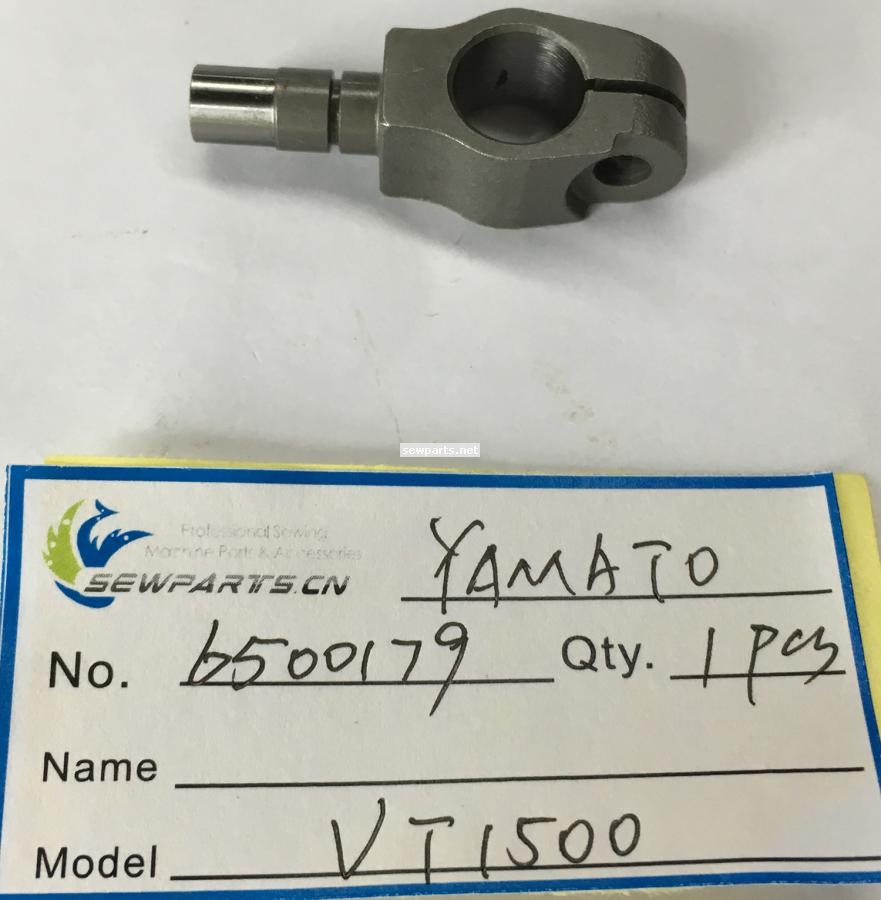 sewparts.net
Professional Sewing
Machine Parts & Accessories
SEWPARTS.CN
YAMATO
No. 6500179 Qty. 1 pcs
Name
Model VT1500